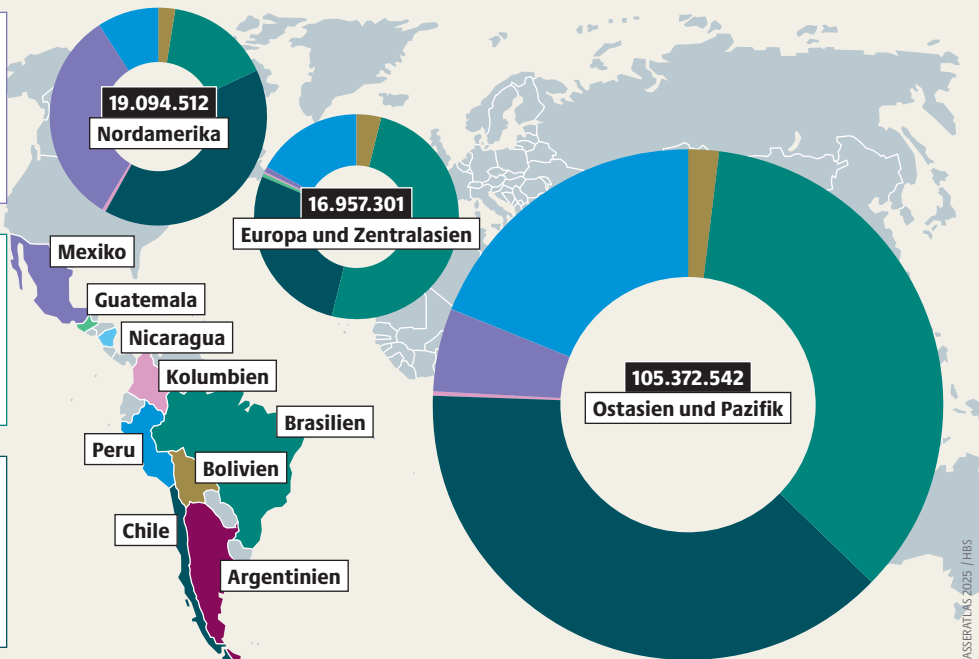 19.094.512
Nordamerika
16.957.301
Europa und Zentralasien
105.372.542
Ostasien und Pazifik
Mexiko
Guatemala
Nicaragua
Kolumbien
Brasilien
Peru
Bolivien
Chile
Argentinien
ASSERATLAS 2025 / HBS